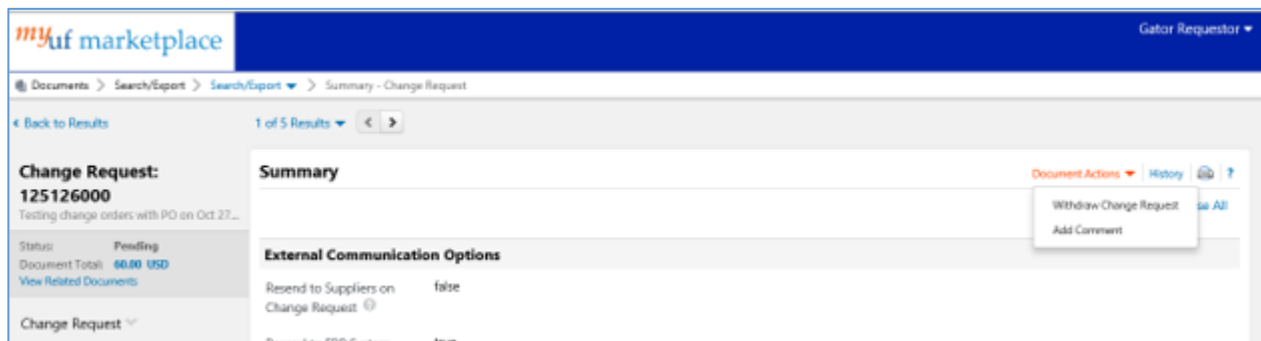 myuf marketplace
Gator Requestor
Documents > Search/Export > Search/Export > Summary - Change Request
Back to Results
1 of 5 Results < >
Change Request:
125126000
Testing change orders with PO on Oct 27...
Summary
Document Actions History ?
Withdraw Change Request
se All
Add Comment
Status: Pending
Document Total: 60.00 USD
View Related Documents
External Communication Options
Resend to Suppliers on
Change Request ?
false
Change Request
true